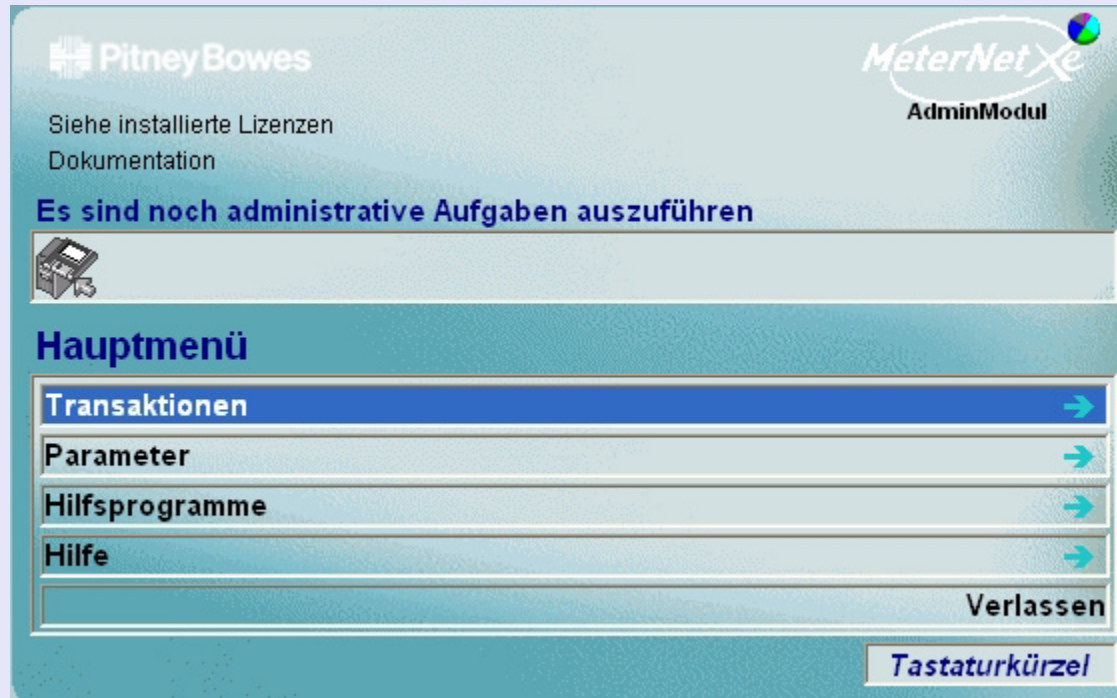 Pitney Bowes
MeterNet Xe
AdminModul
Siehe installierte Lizenzen
Dokumentation
Es sind noch administrative Aufgaben auszuführen
Hauptmenü
Transaktionen
Parameter
Hilfsprogramme
Hilfe
Verlassen
Tastaturkürzel